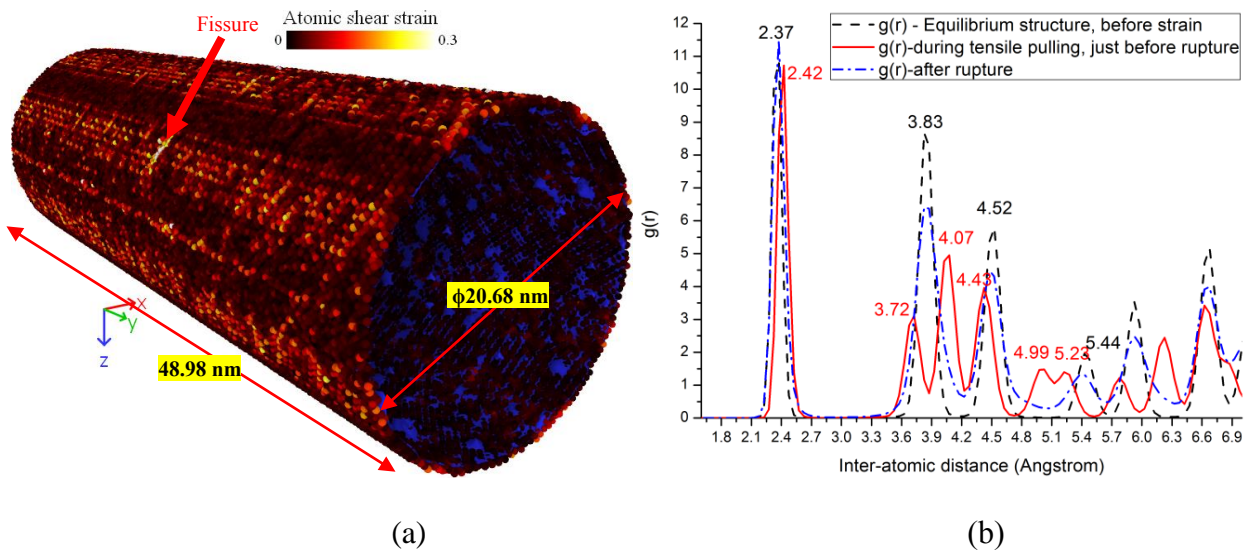 Fissure
Atomic shear strain
0 0.3
x
y
z
ϕ20.68 nm
48.98 nm
(a)
g(r) - Equilibrium structure, before strain
g(r)-during tensile pulling, just before rupture
g(r)-after rupture
12
11
10
9
8
7
6
5
4
3
2
1
0
g(r)
2.37
2.42
3.83
4.52
4.07
4.43
3.72
4.99
5.23
5.44
1.8 2.1 2.4 2.7 3.0 3.3 3.6 3.9 4.2 4.5 4.8 5.1 5.4 5.7 6.0 6.3 6.6 6.9
Inter-atomic distance (Angstrom)
(b)